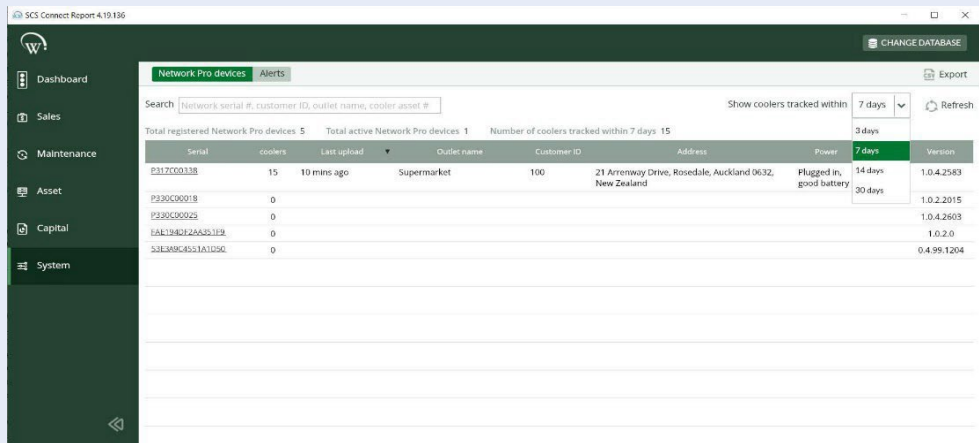 SCS Connect Report 4.19.136
CHANGE DATABASE
Dashboard
Sales
Maintenance
Asset
Capital
System
Network Pro devices Alerts
Export
Search Network serial #, customer ID, outlet name, cooler asset #
Show coolers tracked within 7 days
Refresh
3 days
7 days
14 days
30 days
Total registered Network Pro devices 5 Total active Network Pro devices 1 Number of coolers tracked within 7 days 15
Serial coolers Last upload Outlet name Customer ID Address Power Version
P317C00338 15 10 mins ago Supermarket 100 21 Arrenway Drive, Rosedale, Auckland 0632, Plugged in, 1.0.4.2583
New Zealand good battery
P330C00018 0 1.0.2.2015
P330C00025 0 1.0.4.2603
FAE194DF2AA351F9 0 1.0.2.0
53E3A9C4551A1D50 0 0.4.99.1204